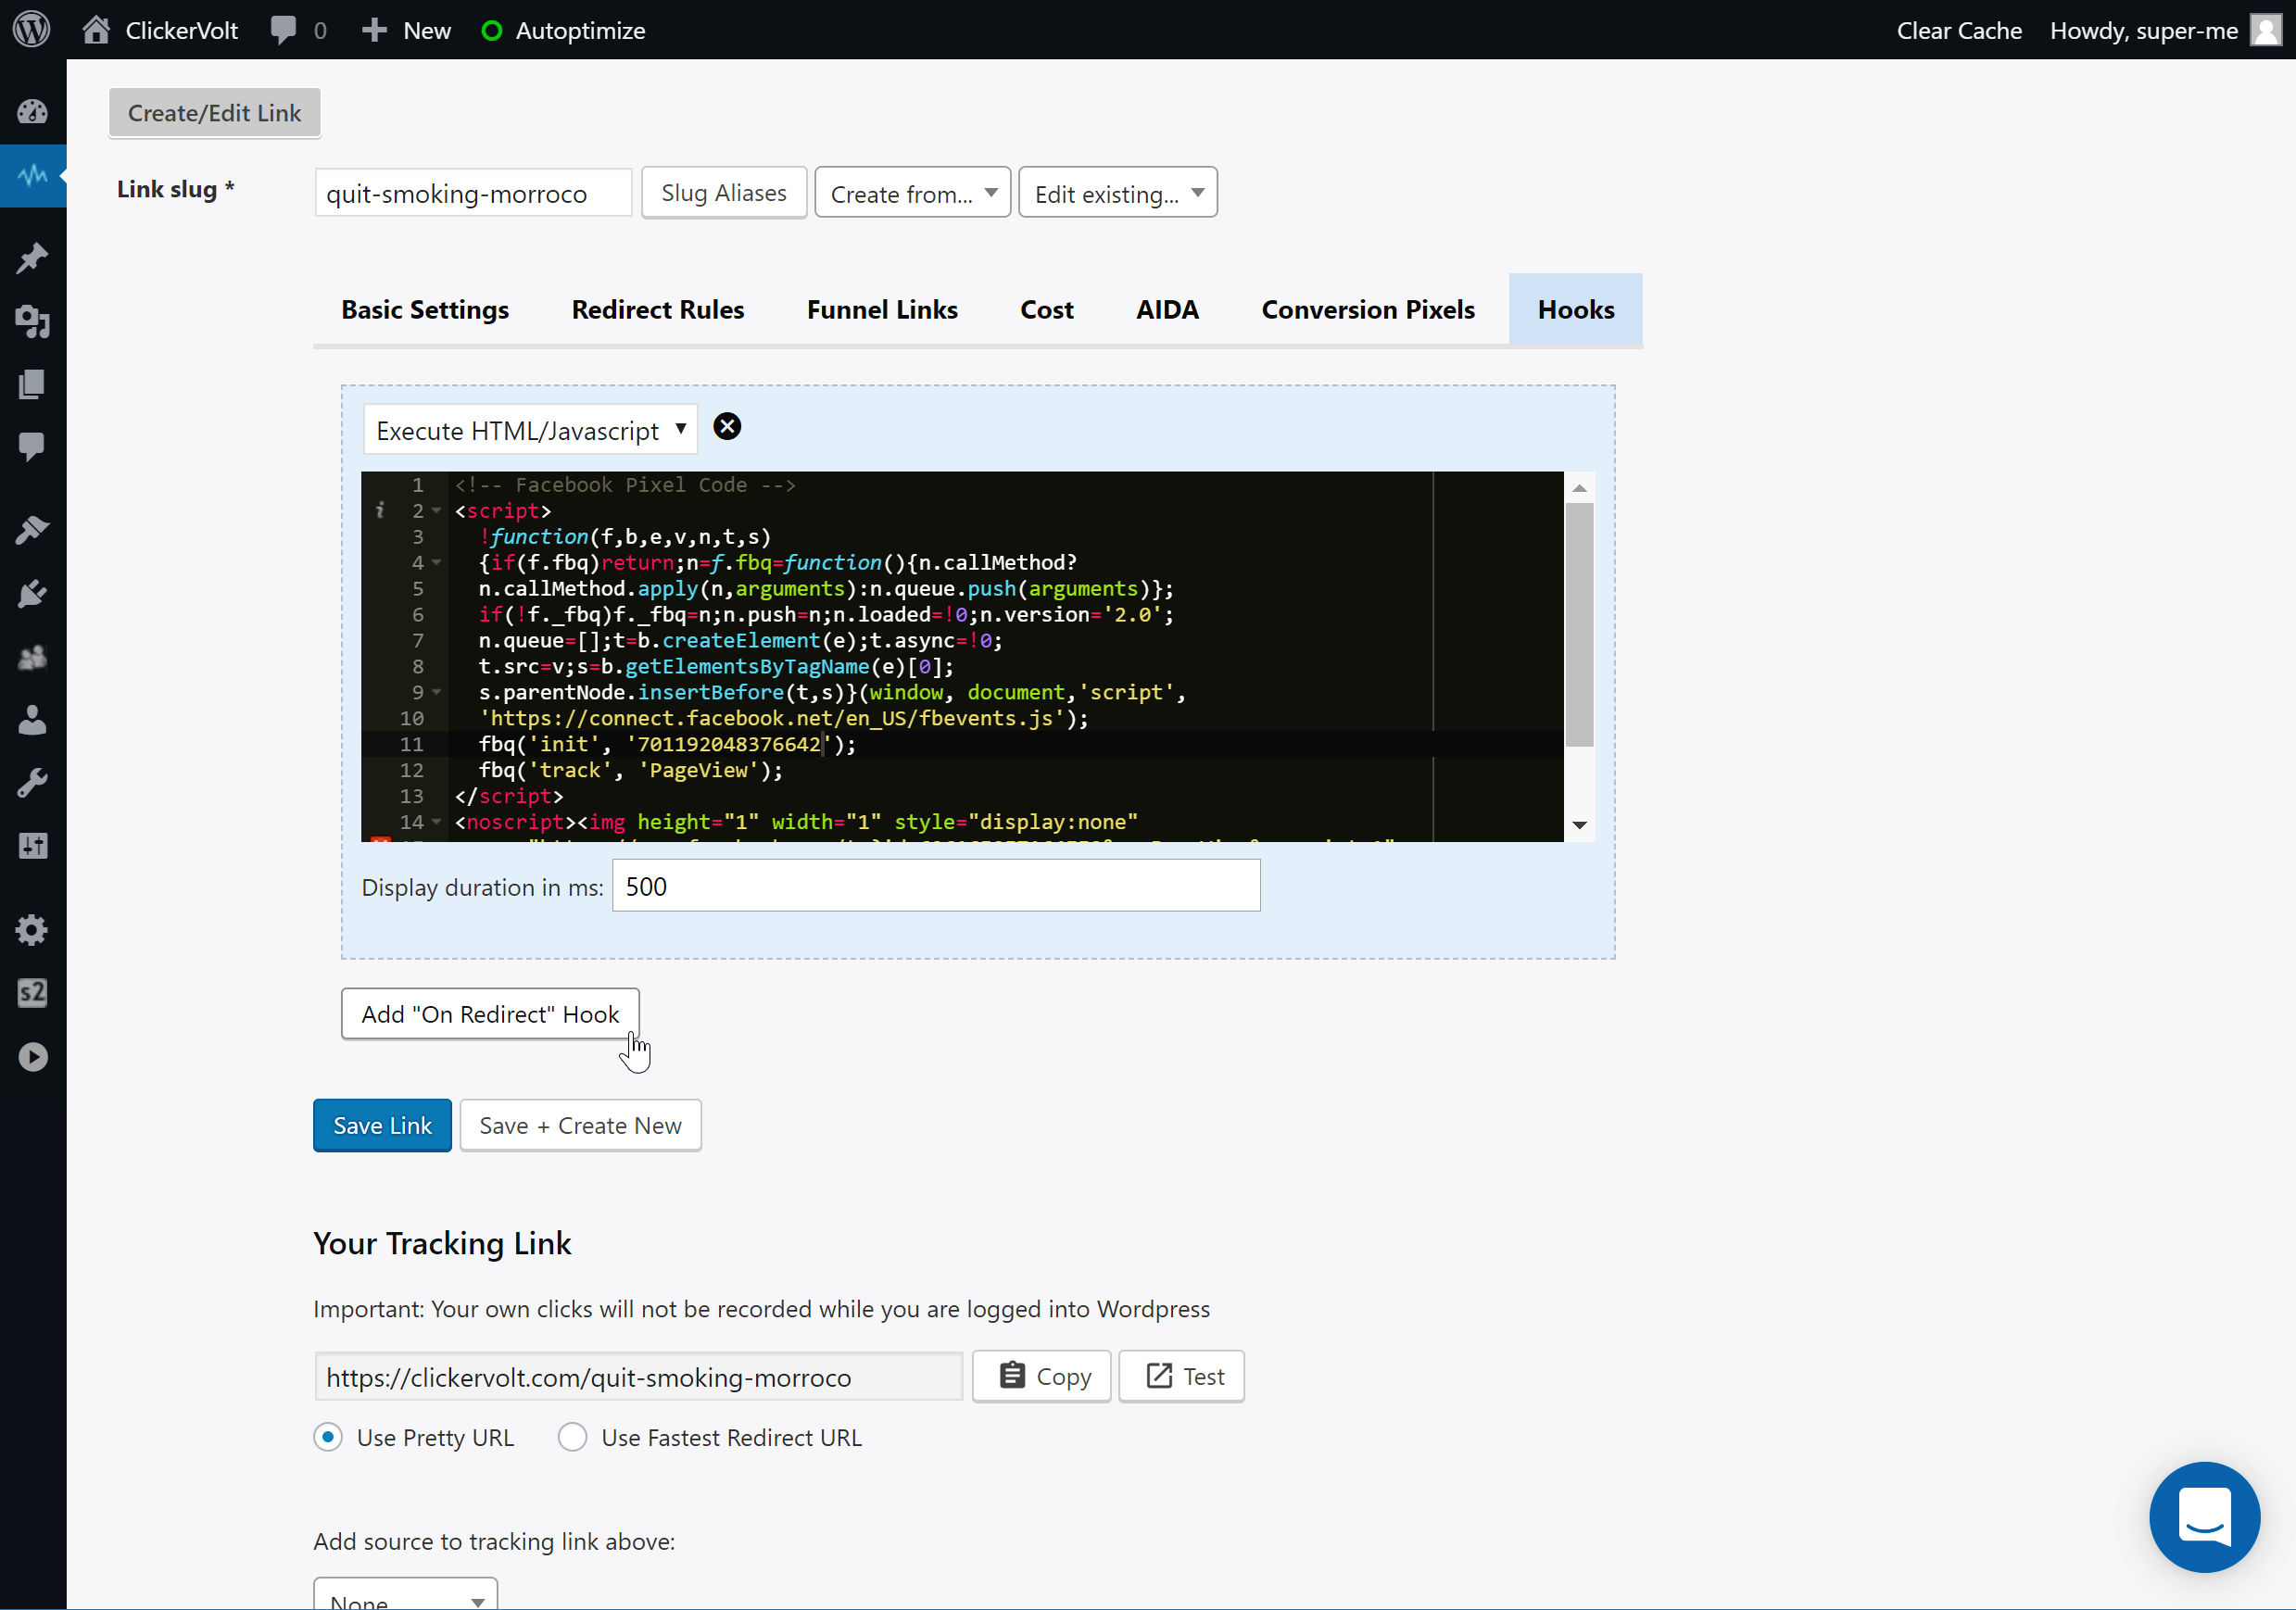 ClickerVolt 0 New Autoptimize Clear Cache Howdy, super-me
Create/Edit Link
Link slug * quit-smoking-morroco Slug Aliases Create from... Edit existing...
Basic Settings Redirect Rules Funnel Links Cost AIDA Conversion Pixels Hooks
Execute HTML/Javascript
1 <!-- Facebook Pixel Code -->
i 2 <script>
3 !function(f,b,e,v,n,t,s)
4 {if(f.fbq)return;n=f.fbq=function(){n.callMethod?
5 n.callMethod.apply(n,arguments):n.queue.push(arguments)};
6 if(!f._fbq)f._fbq=n;n.push=n;n.loaded=!0;n.version='2.0';
7 n.queue=[];t=b.createElement(e);t.async=!0;
8 t.src=v;s=b.getElementsByTagName(e)[0];
9 s.parentNode.insertBefore(t,s)}(window, document,'script',
10 'https://connect.facebook.net/en_US/fbevents.js');
11 fbq('init', '701192048376642');
12 fbq('track', 'PageView');
13 </script>
14 <noscript><img height="1" width="1" style="display:none"
Display duration in ms: 500
Add "On Redirect" Hook
s2
Save Link Save + Create New
Your Tracking Link
Important: Your own clicks will not be recorded while you are logged into Wordpress
https://clickervolt.com/quit-smoking-morroco Copy Test
Use Pretty URL Use Fastest Redirect URL
Add source to tracking link above:
None